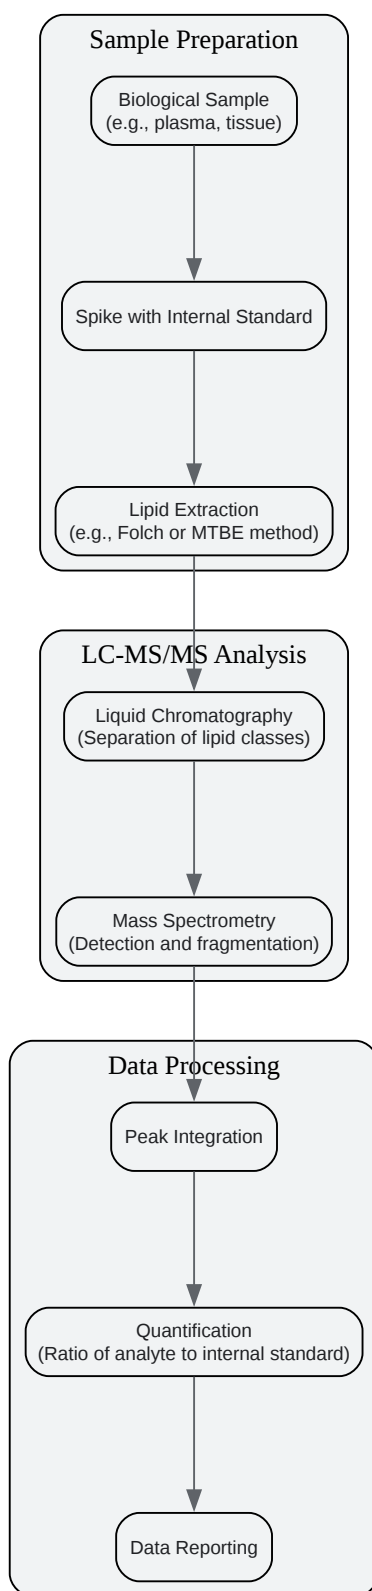 Sample Preparation
Biological Sample
(e.g., plasma, tissue)
Spike with Internal Standard
Lipid Extraction
(e.g., Folch or MTBE method)
LC-MS/MS Analysis
Liquid Chromatography
(Separation of lipid classes)
Mass Spectrometry
(Detection and fragmentation)
Data Processing
Peak Integration
Quantification
(Ratio of analyte to internal standard)
Data Reporting